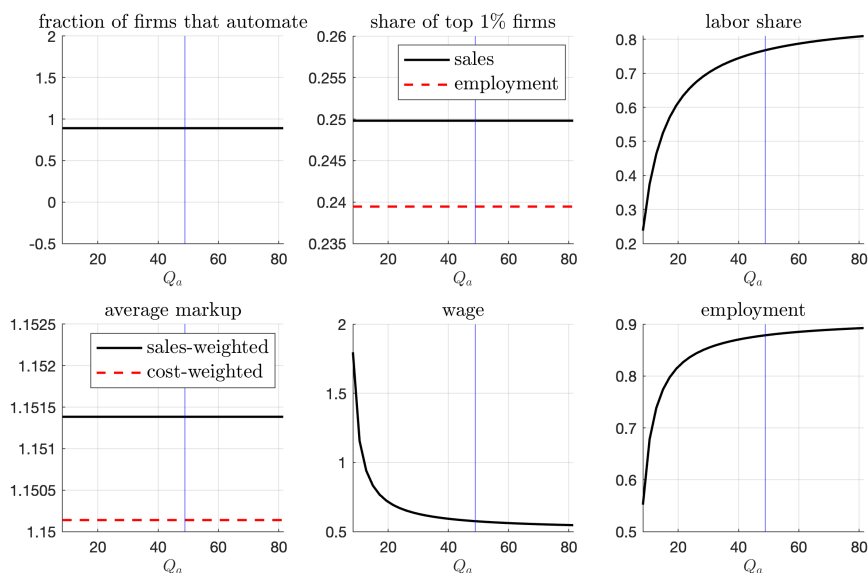 fraction of firms that automate
2
1.5
1
0.5
0
-0.5
20 40 60 80
Q_a
share of top 1% firms
0.26
0.255
0.25
0.245
0.24
0.235
sales
employment
20 40 60 80
Q_a
labor share
0.8
0.7
0.6
0.5
0.4
0.3
0.2
20 40 60 80
Q_a
average markup
1.1525
1.152
1.1515
1.151
1.1505
1.15
sales-weighted
cost-weighted
20 40 60 80
Q_a
wage
2
1.5
1
0.5
20 40 60 80
Q_a
employment
0.9
0.8
0.7
0.6
0.5
20 40 60 80
Q_a